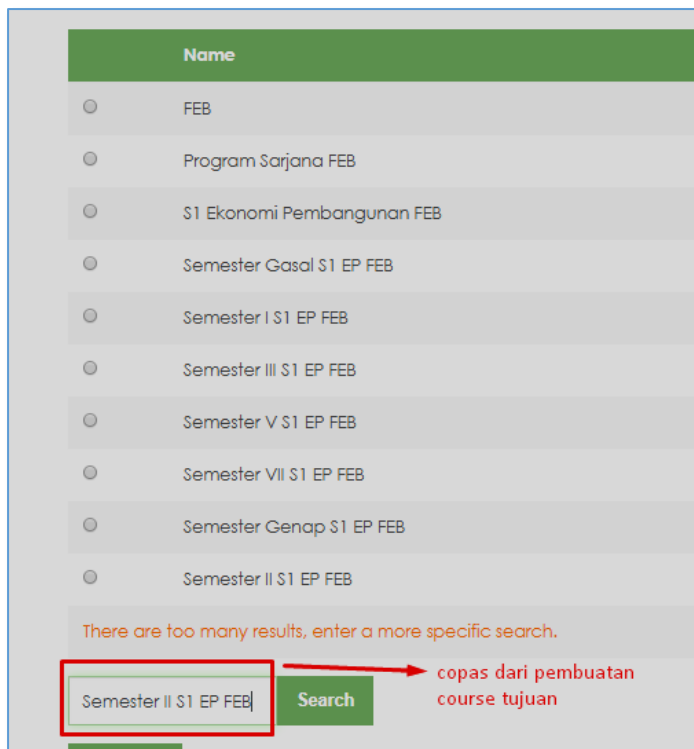 Name
FEB
Program Sarjana FEB
S1 Ekonomi Pembangunan FEB
Semester Gasal S1 EP FEB
Semester I S1 EP FEB
Semester III S1 EP FEB
Semester V S1 EP FEB
Semester VII S1 EP FEB
Semester Genap S1 EP FEB
Semester II S1 EP FEB
There are too many results, enter a more specific search.
Semester II S1 EP FEB
Search
copas dari pembuatan
course tujuan